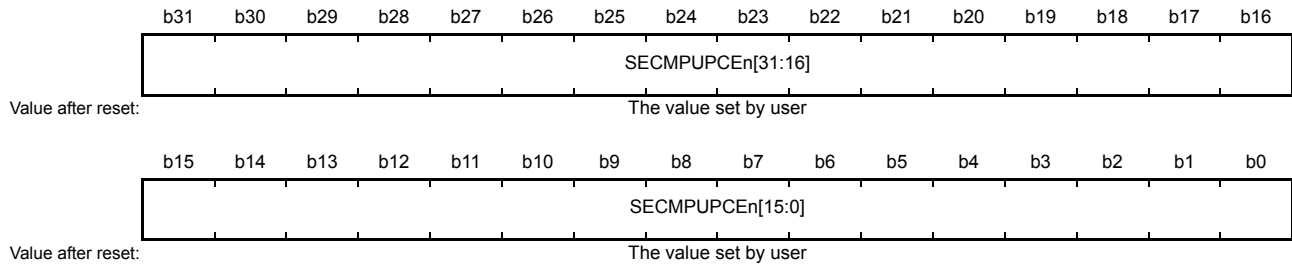 b31 b30 b29 b28 b27 b26 b25 b24 b23 b22 b21 b20 b19 b18 b17 b16
SECMPUPCEn[31:16]
Value after reset: The value set by user
b15 b14 b13 b12 b11 b10 b9 b8 b7 b6 b5 b4 b3 b2 b1 b0
SECMPUPCEn[15:0]
Value after reset: The value set by user